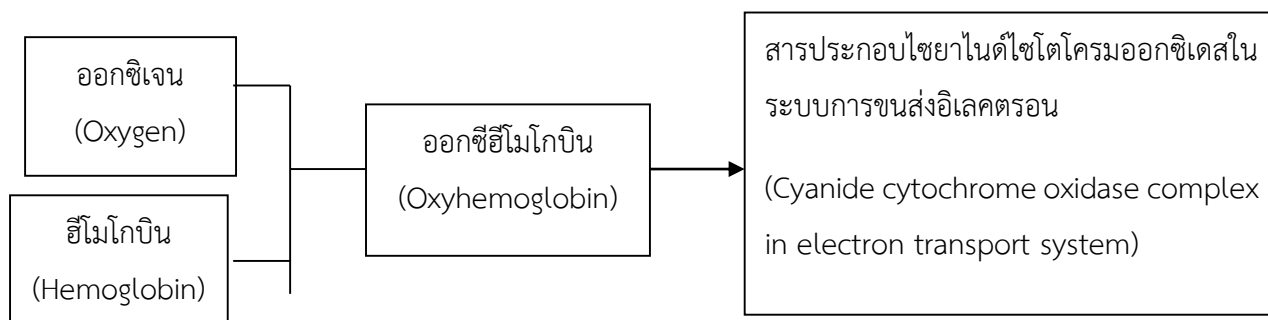 ออกซิเจน
(Oxygen)
ฮีโมโกบิน
(Hemoglobin)
ออกซีฮีโมโกบิน
(Oxyhemoglobin)
สารประกอบไซยาไนด์ไซโตโครมออกซิเดสใน
ระบบการขนส่งอิเลคตรอน
(Cyanide cytochrome oxidase complex
in electron transport system)